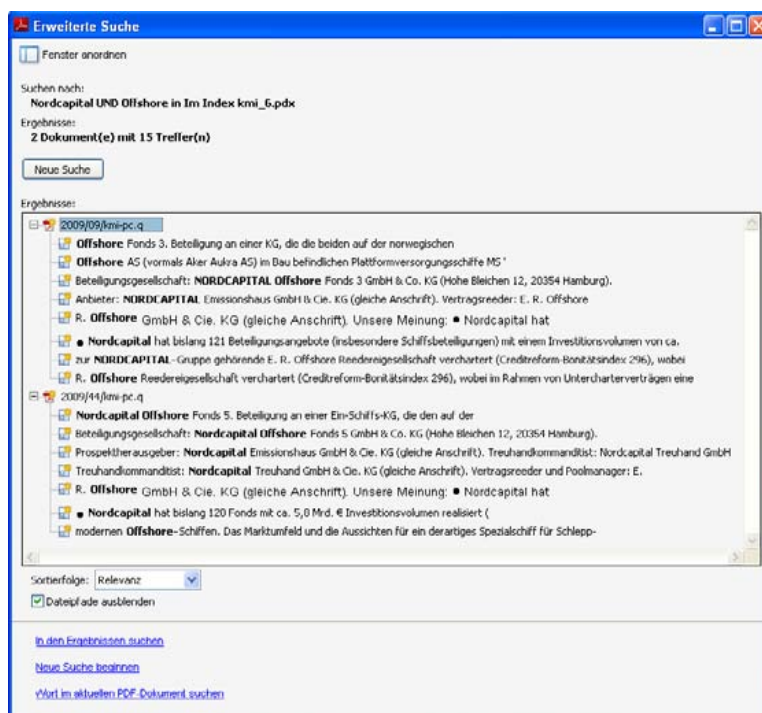 Erweiterte Suche
Fenster anordnen
Suchen nach:
Nordcapital UND Offshore in Im Index kmi_6.pdx
Ergebnisse:
2 Dokument(e) mit 15 Treffer(n)
Neue Suche
Ergebnisse:
2009/09/kmi-pc.q
Offshore Fonds 3. Beteiligung an einer KG, die die beiden auf der norwegischen
Offshore AS (vormals Aker Aukra AS) im Bau befindlichen Plattformversorgungsschiffe MS '
Beteiligungsgesellschaft: NORDCAPITAL Offshore Fonds 3 GmbH & Co. KG (Hohe Bleichen 12, 20354 Hamburg).
Anbieter: NORDCAPITAL Emissionshaus GmbH & Cie. KG (gleiche Anschrift). Vertragsreeder: E. R. Offshore
R. Offshore GmbH & Cie. KG (gleiche Anschrift). Unsere Meinung: ● Nordcapital hat
● Nordcapital hat bislang 121 Beteiligungsangebote (insbesondere Schiffsbeteiligungen) mit einem Investitionsvolumen von ca.
zur NORDCAPITAL-Gruppe gehörende E. R. Offshore Reedereigesellschaft verchartert (Creditreform-Bonitätsindex 296), wobei
R. Offshore Reedereigesellschaft verchartert (Creditreform-Bonitätsindex 296), wobei im Rahmen von Untercharterverträgen eine
2009/44/kmi-pc.q
Nordcapital Offshore Fonds 5. Beteiligung an einer Ein-Schiffs-KG, die den auf der
Beteiligungsgesellschaft: Nordcapital Offshore Fonds 5 GmbH & Co. KG (Hohe Bleichen 12, 20354 Hamburg).
Prospektherausgeber: Nordcapital Emissionshaus GmbH & Cie. KG (gleiche Anschrift). Treuhandkommanditist: Nordcapital Treuhand GmbH
Treuhandkommanditist: Nordcapital Treuhand GmbH & Cie. KG (gleiche Anschrift). Vertragsreeder und Poolmanager: E.
R. Offshore GmbH & Cie. KG (gleiche Anschrift). Unsere Meinung: ● Nordcapital hat
● Nordcapital hat bislang 120 Fonds mit ca. 5,8 Mrd. € Investitionsvolumen realisiert (
modernen Offshore-Schiffen. Das Marktumfeld und die Aussichten für ein derartiges Spezialschiff für Schlepp-
Sortierfolge: Relevanz
Dateipfade ausblenden
In den Ergebnissen suchen
Neue Suche beginnen
Wort im aktuellen PDF-Dokument suchen